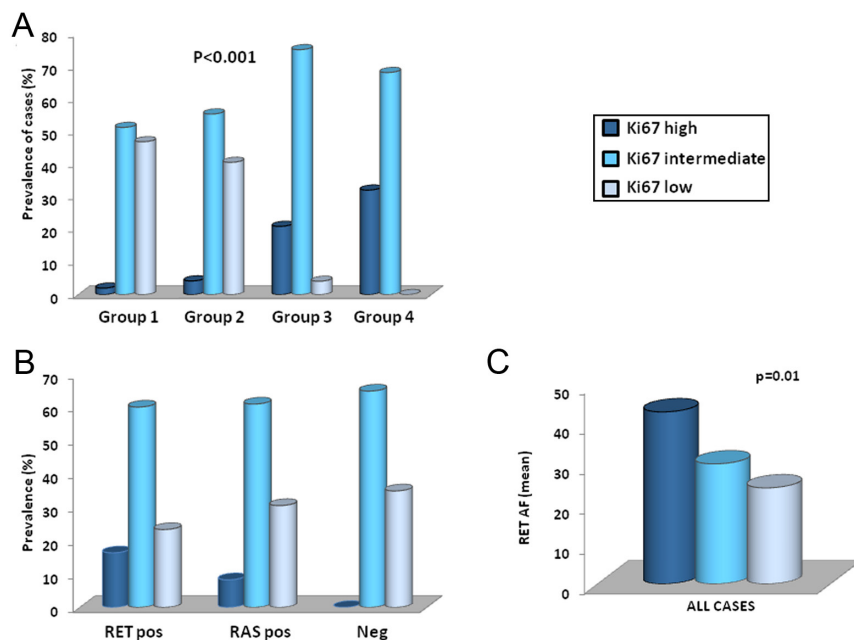 A
P<0.001
Prevalence of cases (%)
80
70
60
50
40
30
20
10
0
Group 1 Group 2 Group 3 Group 4
Ki67 high
Ki67 intermediate
Ki67 low
B
Prevalence (%)
70
60
50
40
30
20
10
0
RET pos RAS pos Neg
C
p=0.01
RET AF (mean)
50
40
30
20
10
0
ALL CASES